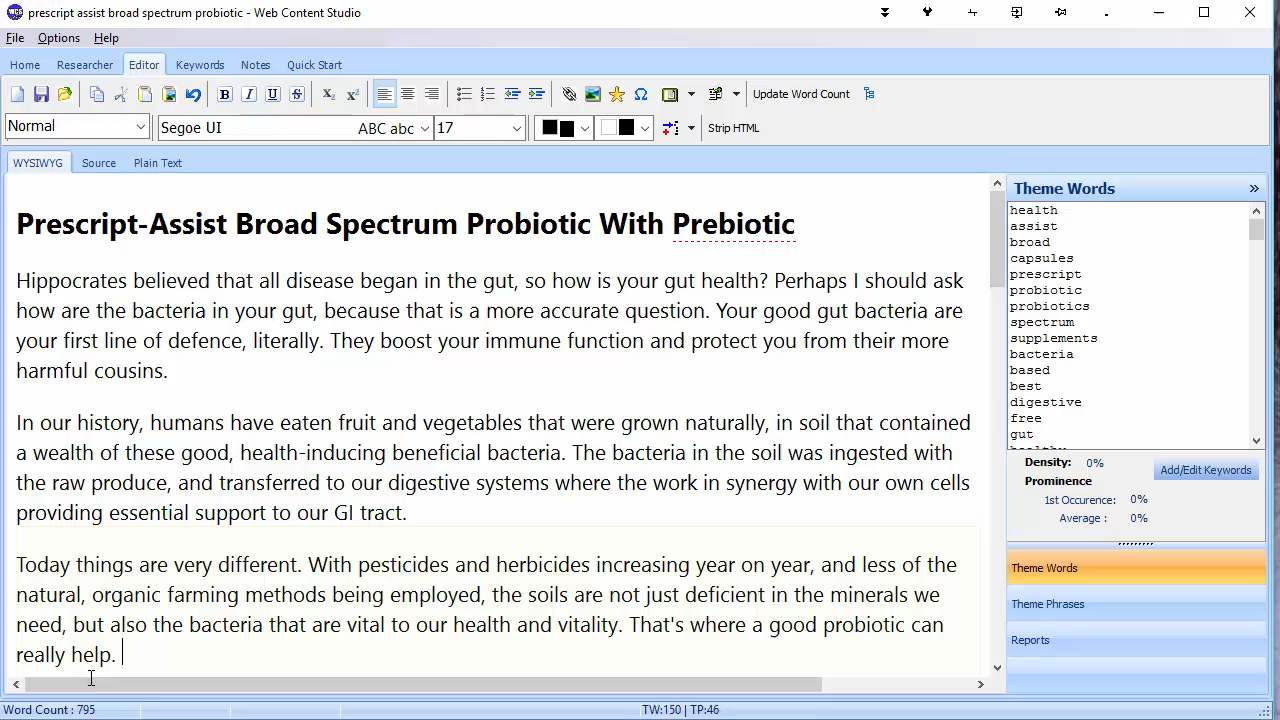 prescript assist broad spectrum probiotic - Web Content Studio
File Options Help
Home Researcher Editor Keywords Notes Quick Start
B I U S X₂ X² Update Word Count
Normal Segoe UI ABC abc 17 Strip HTML
WYSIWYG Source Plain Text
Prescript-Assist Broad Spectrum Probiotic With Prebiotic
Hippocrates believed that all disease began in the gut, so how is your gut health? Perhaps I should ask
how are the bacteria in your gut, because that is a more accurate question. Your good gut bacteria are
your first line of defence, literally. They boost your immune function and protect you from their more
harmful cousins.
In our history, humans have eaten fruit and vegetables that were grown naturally, in soil that contained
a wealth of these good, health-inducing beneficial bacteria. The bacteria in the soil was ingested with
the raw produce, and transferred to our digestive systems where the work in synergy with our own cells
providing essential support to our GI tract.
Today things are very different. With pesticides and herbicides increasing year on year, and less of the
natural, organic farming methods being employed, the soils are not just deficient in the minerals we
need, but also the bacteria that are vital to our health and vitality. That's where a good probiotic can
really help.
Theme Words
health
assist
broad
capsules
prescript
probiotic
probiotics
spectrum
supplements
bacteria
based
best
digestive
free
gut
healthy
Density: 0%
Add/Edit Keywords
Prominence
1st Occurence: 0%
Average : 0%
Theme Words
Theme Phrases
Reports
Word Count : 795 TW:150 | TP:46